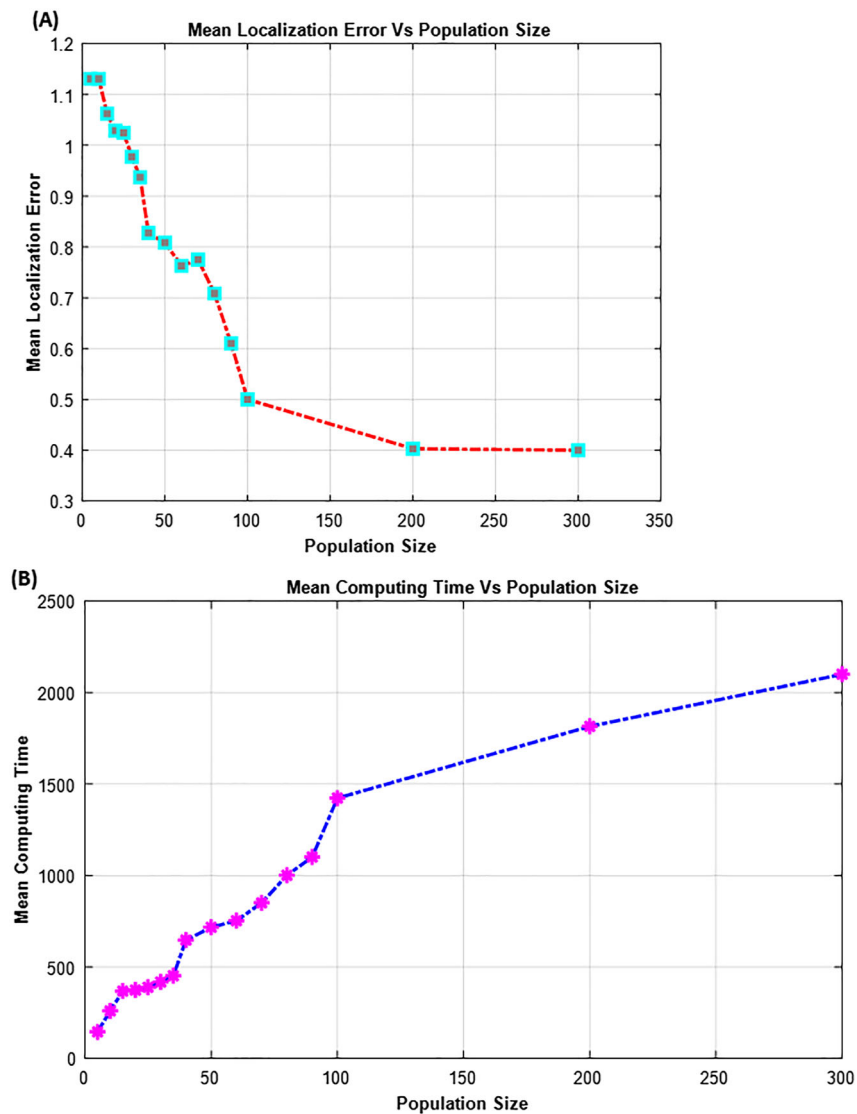 (A)
Mean Localization Error Vs Population Size
1.2
1.1
1
0.9
0.8
0.7
0.6
0.5
0.4
0.3
Mean Localization Error
0 50 100 150 200 250 300 350
Population Size
(B)
Mean Computing Time Vs Population Size
2500
2000
1500
1000
500
0
Mean Computing Time
0 50 100 150 200 250 300
Population Size